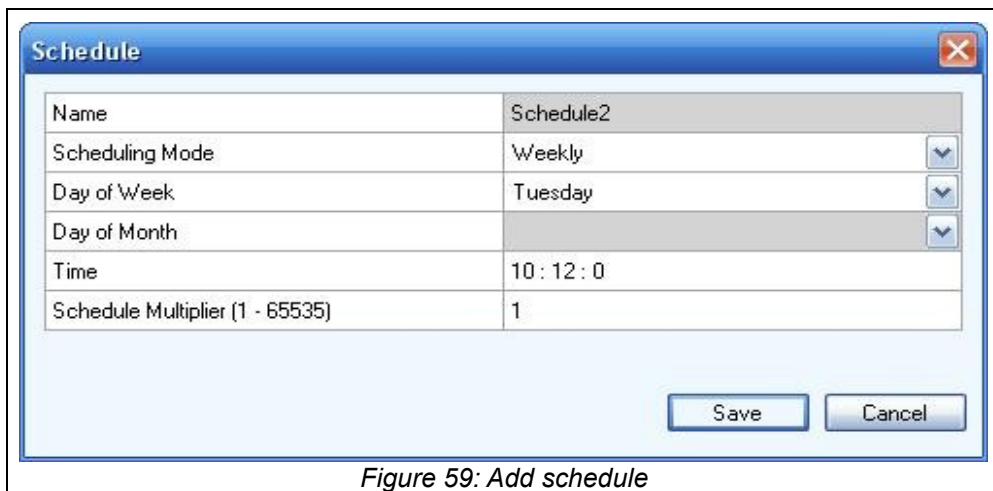 Schedule
Name Schedule2
Scheduling Mode Weekly
Day of Week Tuesday
Day of Month
Time 10 : 12 : 0
Schedule Multiplier (1 - 65535) 1
Save Cancel
Figure 59: Add schedule